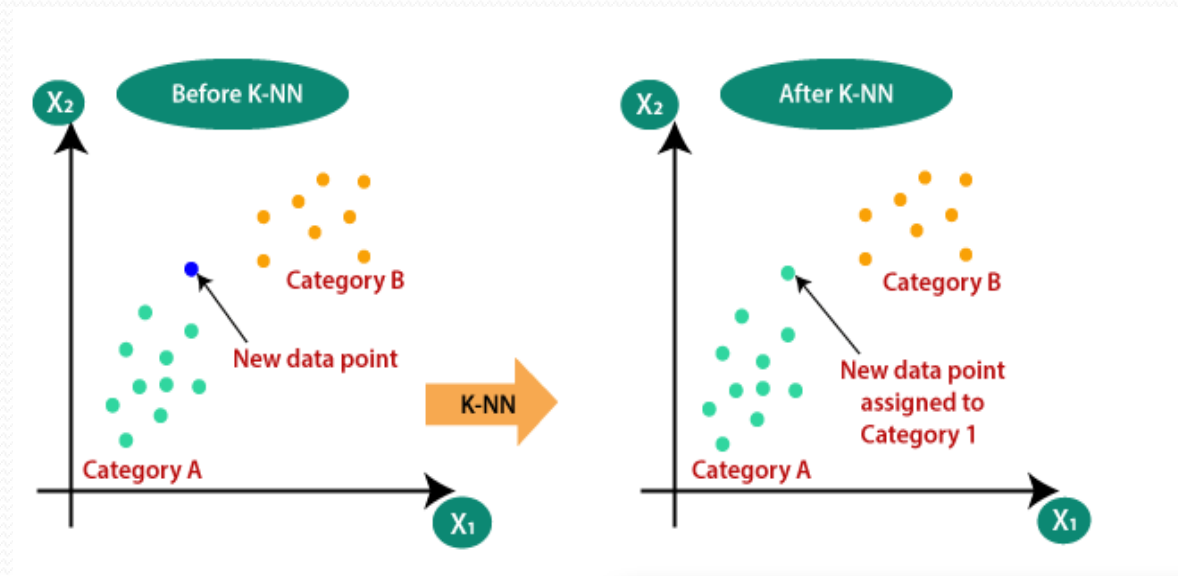 Before K-NN
X₂
Category B
New data point
Category A
X₁
K-NN
After K-NN
X₂
Category B
New data point
assigned to
Category 1
Category A
X₁